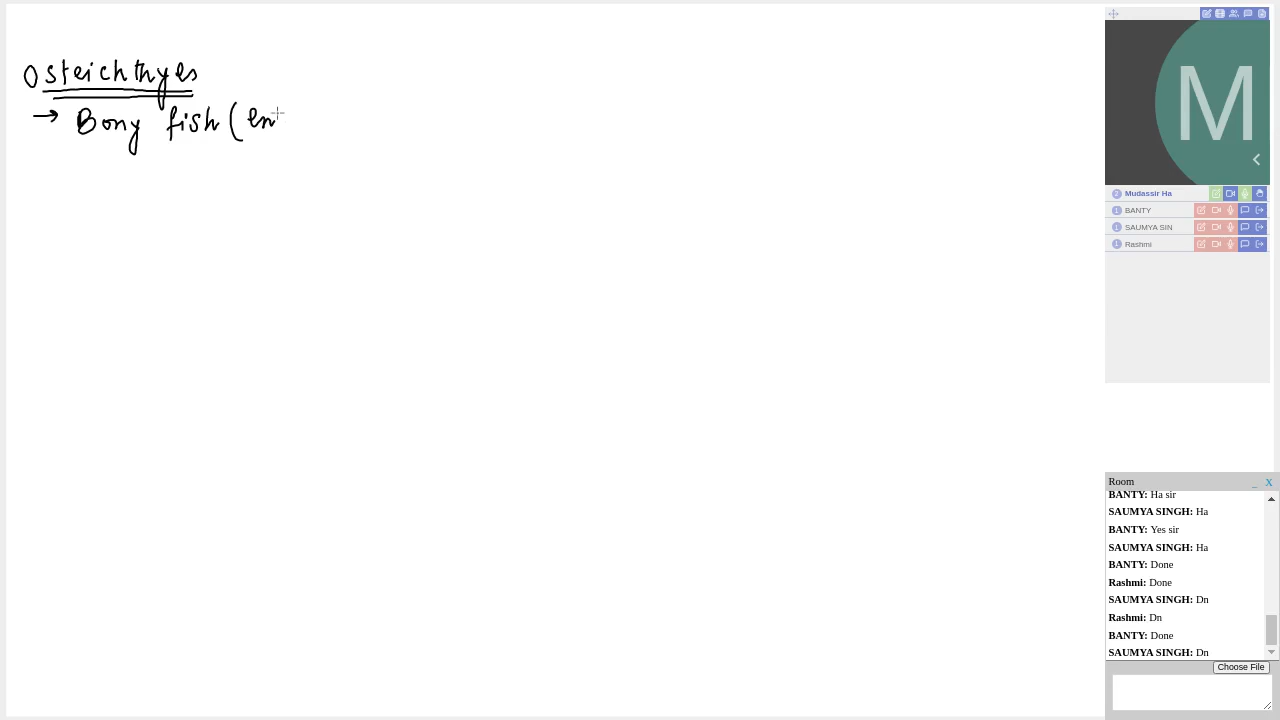 Osteichthyes
→ Bony fish (en
M
Mudassir Ha
BANTY
SAUMYA SIN
Rashmi
Room _ X
BANTY: Ha sir
SAUMYA SINGH: Ha
BANTY: Yes sir
SAUMYA SINGH: Ha
BANTY: Done
Rashmi: Done
SAUMYA SINGH: Dn
Rashmi: Dn
BANTY: Done
SAUMYA SINGH: Dn
Choose File